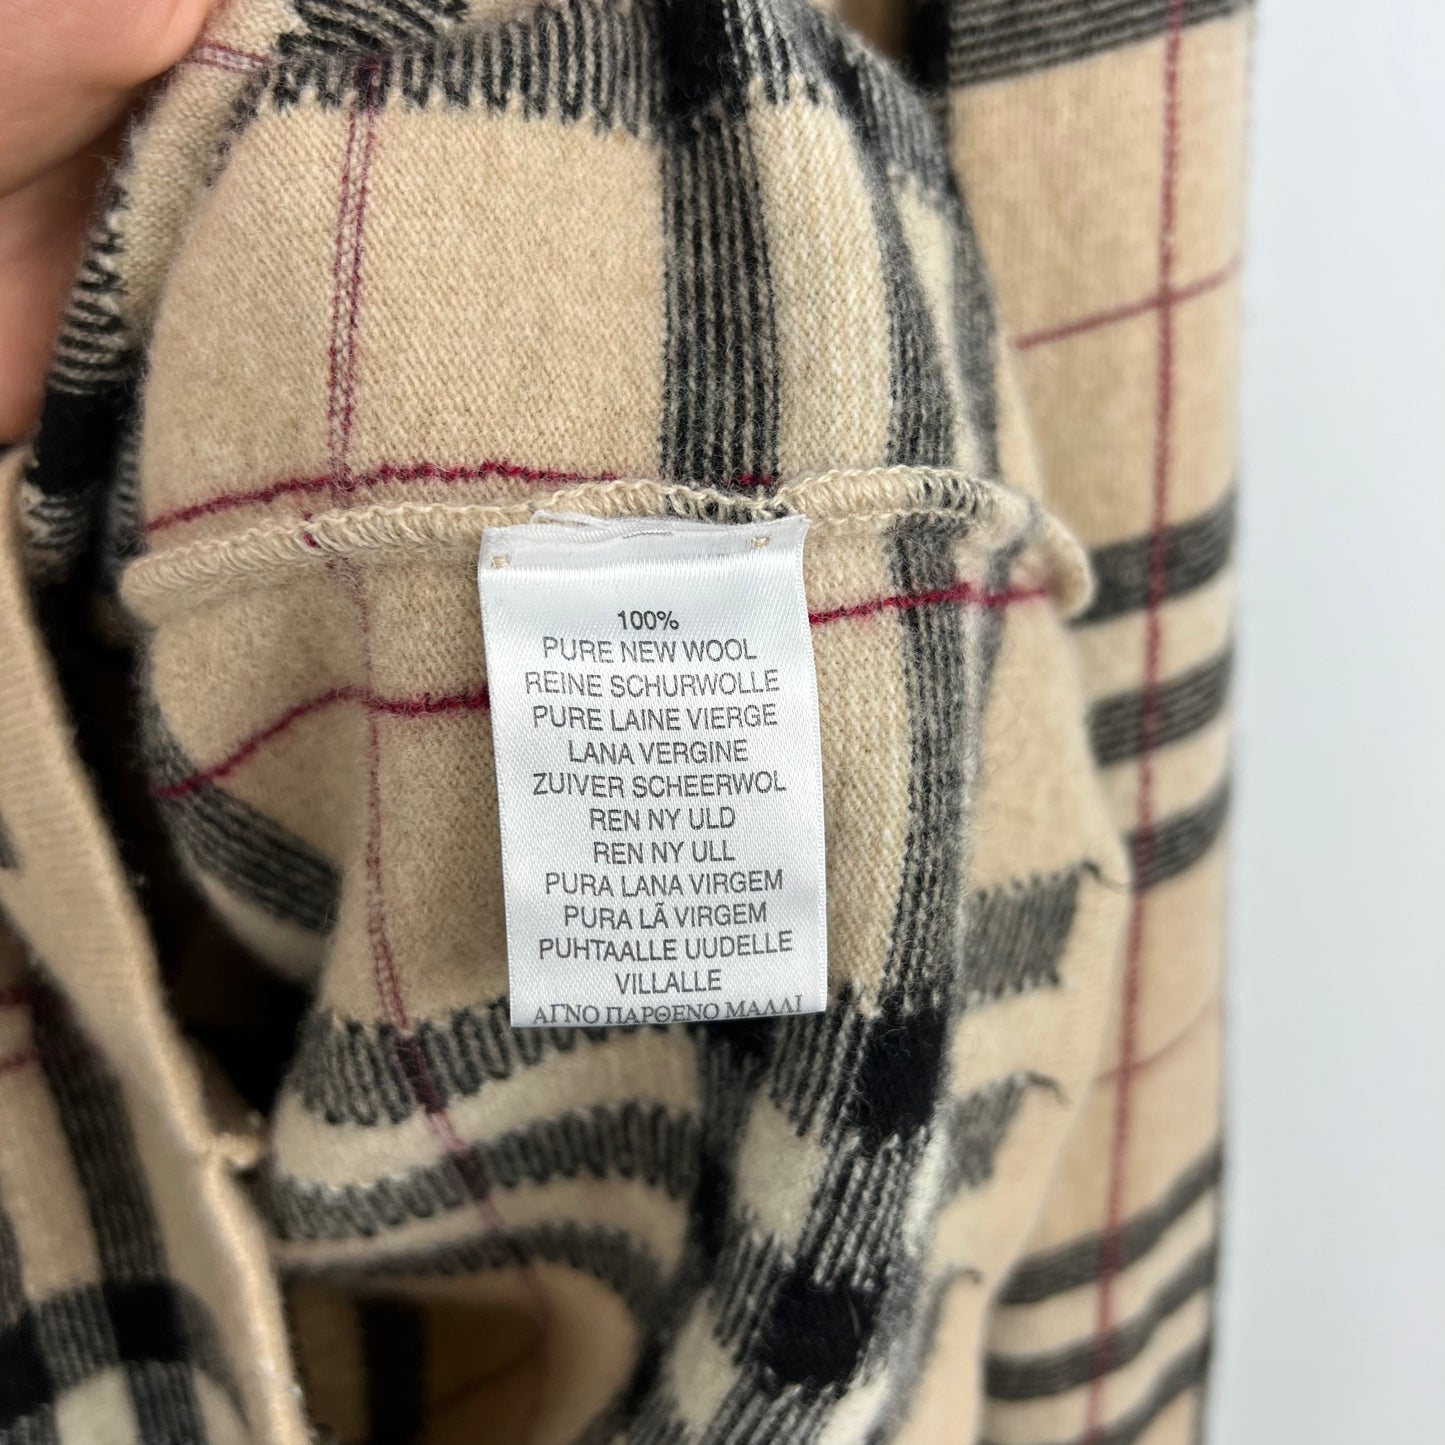 100%
PURE NEW WOOL
REINE SCHURWOLLE
PURE LAINE VIERGE
LANA VERGINE
ZUIVER SCHEERWOL
REN NY ULD
REN NY ULL
PURA LANA VIRGEM
PURA LÃ VIRGEM
PUHTAALLE UUDELLE
VILLALLE
ΑΓΝΟ ΠΑΡΘΕΝΟ ΜΑΛΛΙ